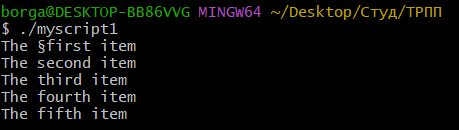 borga@DESKTOP-BB86VVG MINGW64 ~/Desktop/Студ/ТРПП
$ ./myscript1
The §first item
The second item
The third item
The fourth item
The fifth item